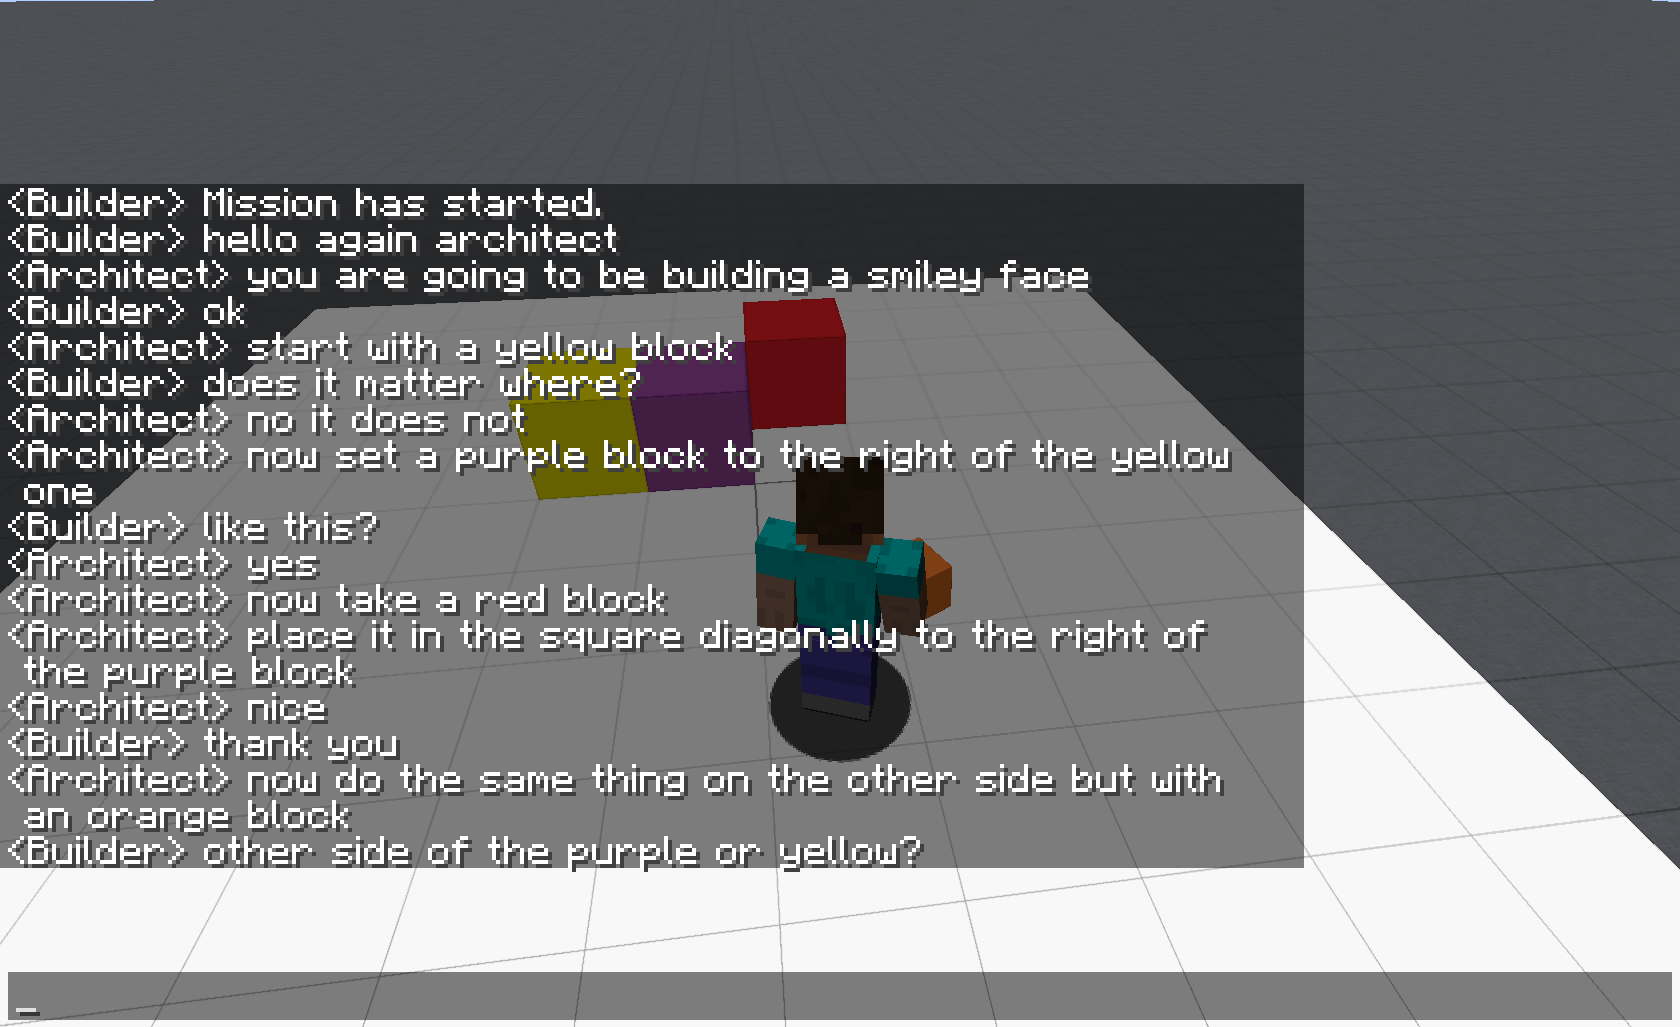 <Builder> Mission has started.
<Builder> hello again architect
<Architect> you are going to be building a smiley face
<Builder> ok
<Architect> start with a yellow block
<Builder> does it matter where?
<Architect> no it does not
<Architect> now set a purple block to the right of the yellow
one
<Builder> like this?
<Architect> yes
<Architect> now take a red block
<Architect> place it in the square diagonally to the right of
the purple block
<Architect> nice
<Builder> thank you
<Architect> now do the same thing on the other side but with
an orange block
<Builder> other side of the purple or yellow?
_